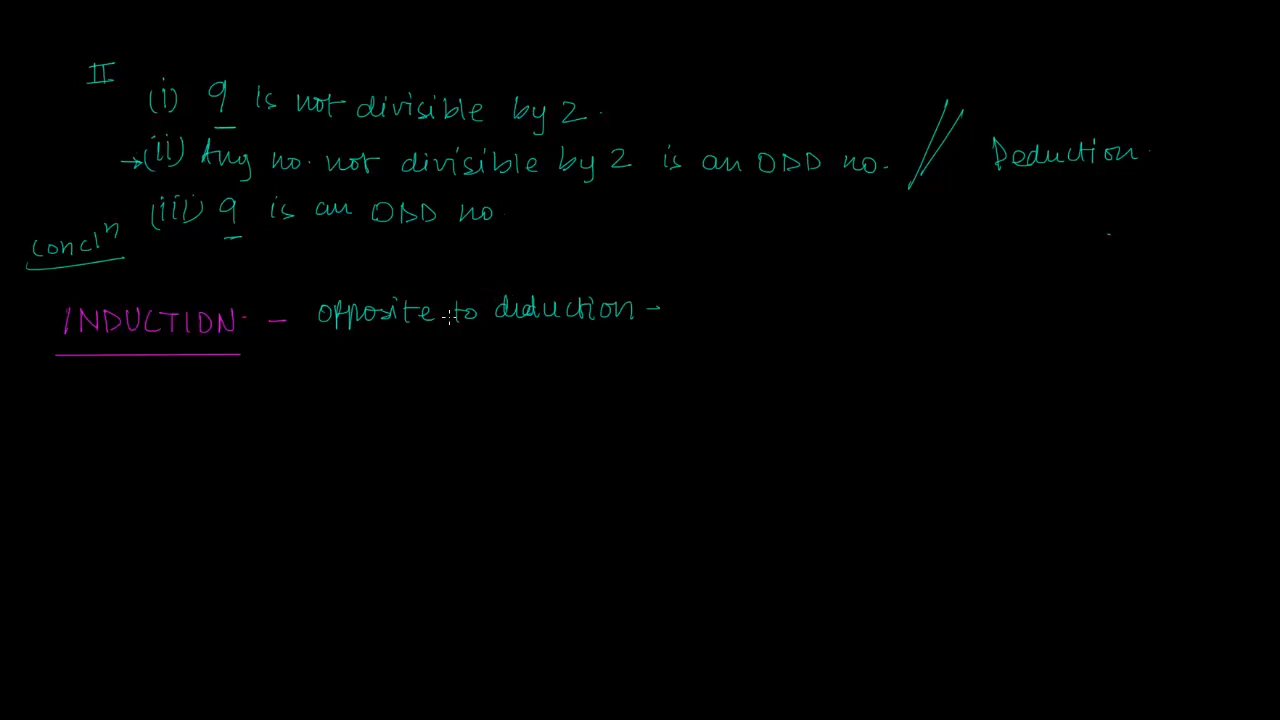 II
(i) 9 is not divisible by 2.
→(ii) Any no. not divisible by 2 is an ODD no. // Deduction.
(iii) 9 is an ODD no.
Conclⁿ
INDUCTION - opposite to deduction -